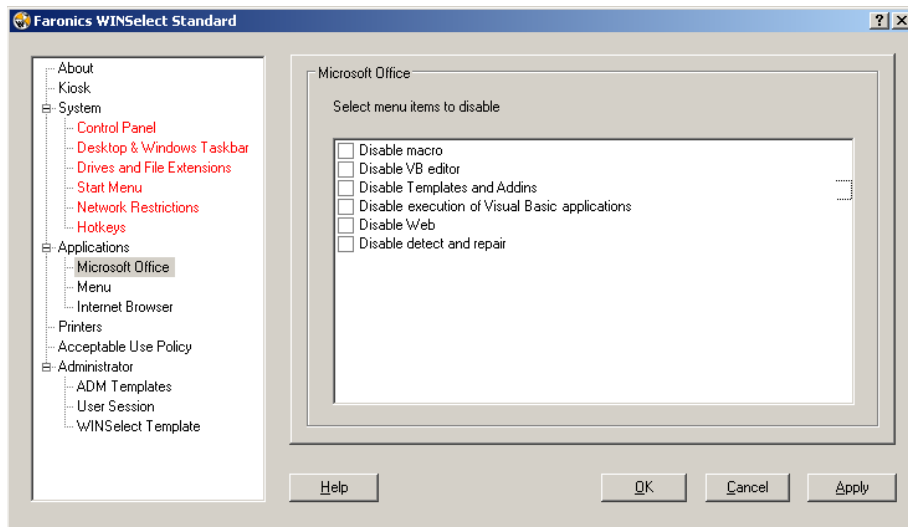 Faronics WINSelect Standard
About
Kiosk
System
Control Panel
Desktop & Windows Taskbar
Drives and File Extensions
Start Menu
Network Restrictions
Hotkeys
Applications
Microsoft Office
Menu
Internet Browser
Printers
Acceptable Use Policy
Administrator
ADM Templates
User Session
WINSelect Template
Microsoft Office
Select menu items to disable
Disable macro
Disable VB editor
Disable Templates and Addins
Disable execution of Visual Basic applications
Disable Web
Disable detect and repair
Help
OK
Cancel
Apply